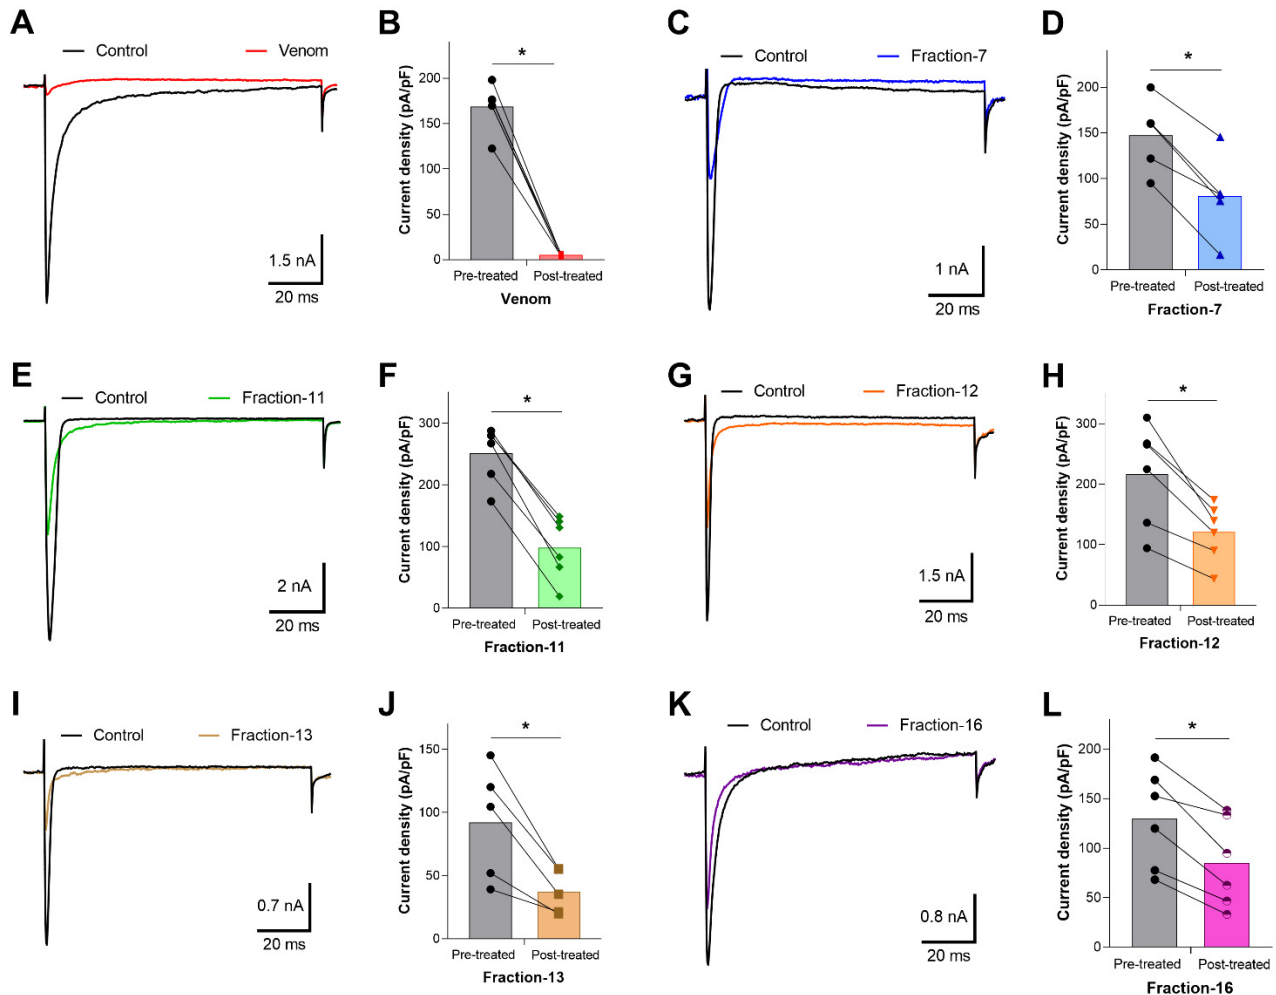 A
Control
Venom
1.5 nA
20 ms
B
Current density (pA/pF)
200
150
100
50
0
*
Pre-treated
Post-treated
Venom
C
Control
Fraction-7
1 nA
20 ms
D
Current density (pA/pF)
200
150
100
50
0
*
Pre-treated
Post-treated
Fraction-7
E
Control
Fraction-11
2 nA
20 ms
F
Current density (pA/pF)
300
200
100
0
*
Pre-treated
Post-treated
Fraction-11
G
Control
Fraction-12
1.5 nA
20 ms
H
Current density (pA/pF)
300
200
100
0
*
Pre-treated
Post-treated
Fraction-12
I
Control
Fraction-13
0.7 nA
20 ms
J
Current density (pA/pF)
150
100
50
0
*
Pre-treated
Post-treated
Fraction-13
K
Control
Fraction-16
0.8 nA
20 ms
L
Current density (pA/pF)
200
150
100
50
0
*
Pre-treated
Post-treated
Fraction-16